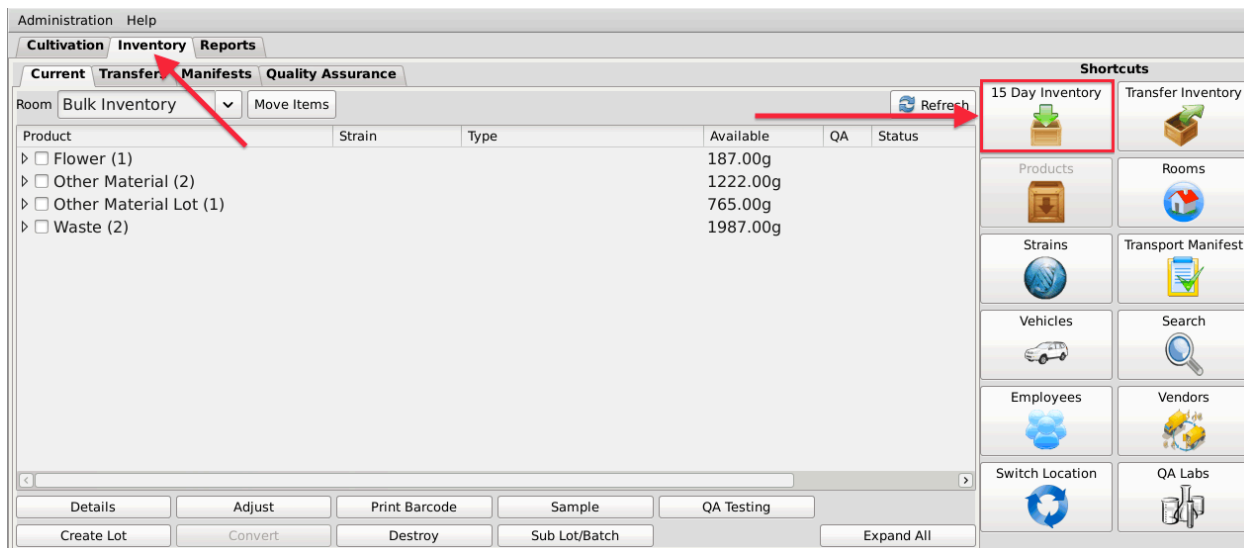 Administration Help
Cultivation Inventory Reports
Current Transfers Manifests Quality Assurance
Shortcuts
Room Bulk Inventory Move Items Refresh
15 Day Inventory Transfer Inventory
Product Strain Type Available QA Status
Flower (1) 187.00g
Other Material (2) 1222.00g
Other Material Lot (1) 765.00g
Waste (2) 1987.00g
Products Rooms
Strains Transport Manifest
Vehicles Search
Employees Vendors
Switch Location QA Labs
Details Adjust Print Barcode Sample QA Testing
Create Lot Convert Destroy Sub Lot/Batch Expand All